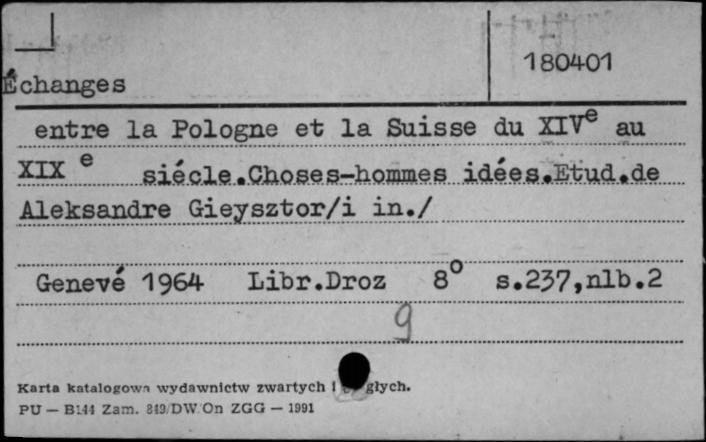 180401
Échanges
entre la Pologne et la Suisse du XIVe au
XIX e siécle.Choses-hommes idées.Etud.de
Aleksandre Gieysztor/i in./
Genevé 1964 Libr.Droz 8o s.237,nlb.2
9
Karta katalogowa wydawnictw zwartych i głych.
PU — B144 Zam. 849/DW/On ZGG — 1991